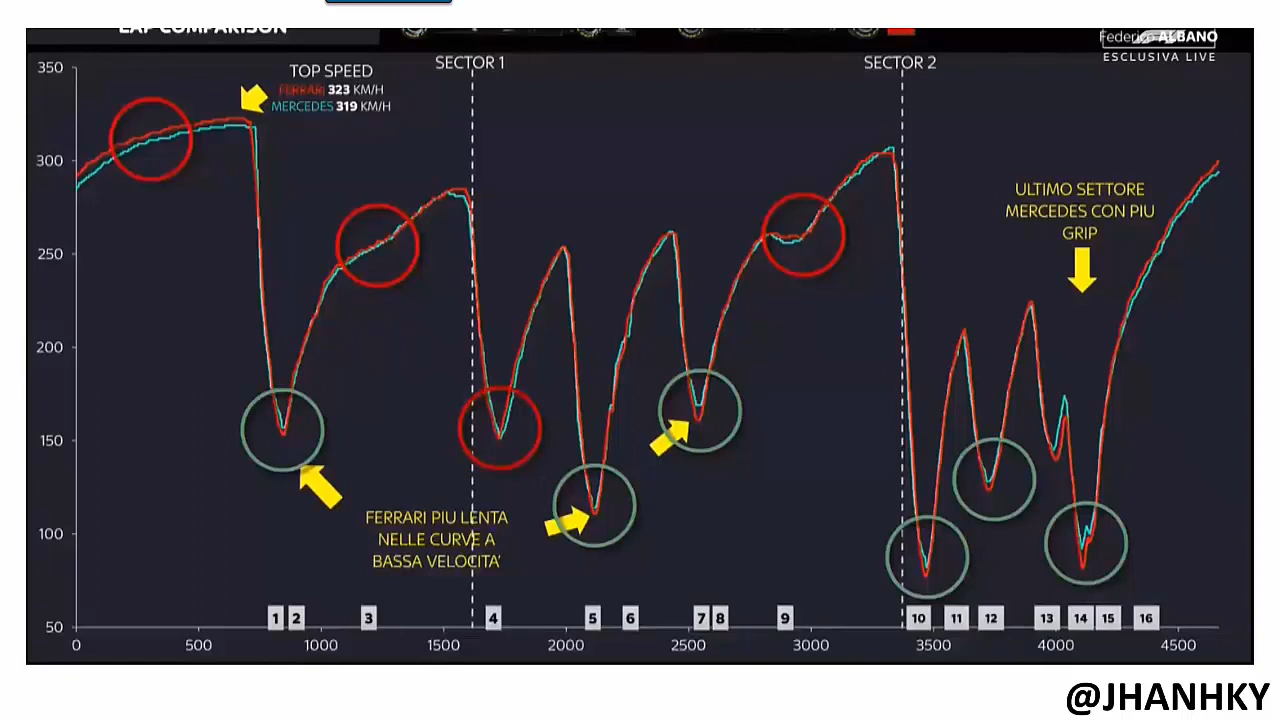 LAP COMPARISON
Federico ALBANO
ESCLUSIVA LIVE
SECTOR 1
SECTOR 2
TOP SPEED
FERRARI 323 KM/H
MERCEDES 319 KM/H
350
300
250
200
150
100
50
ULTIMO SETTORE
MERCEDES CON PIU
GRIP
FERRARI PIU LENTA
NELLE CURVE A
BASSA VELOCITA’
1 2 3 4 5 6 7 8 9 10 11 12 13 14 15 16
0 500 1000 1500 2000 2500 3000 3500 4000 4500
@JHANHKY